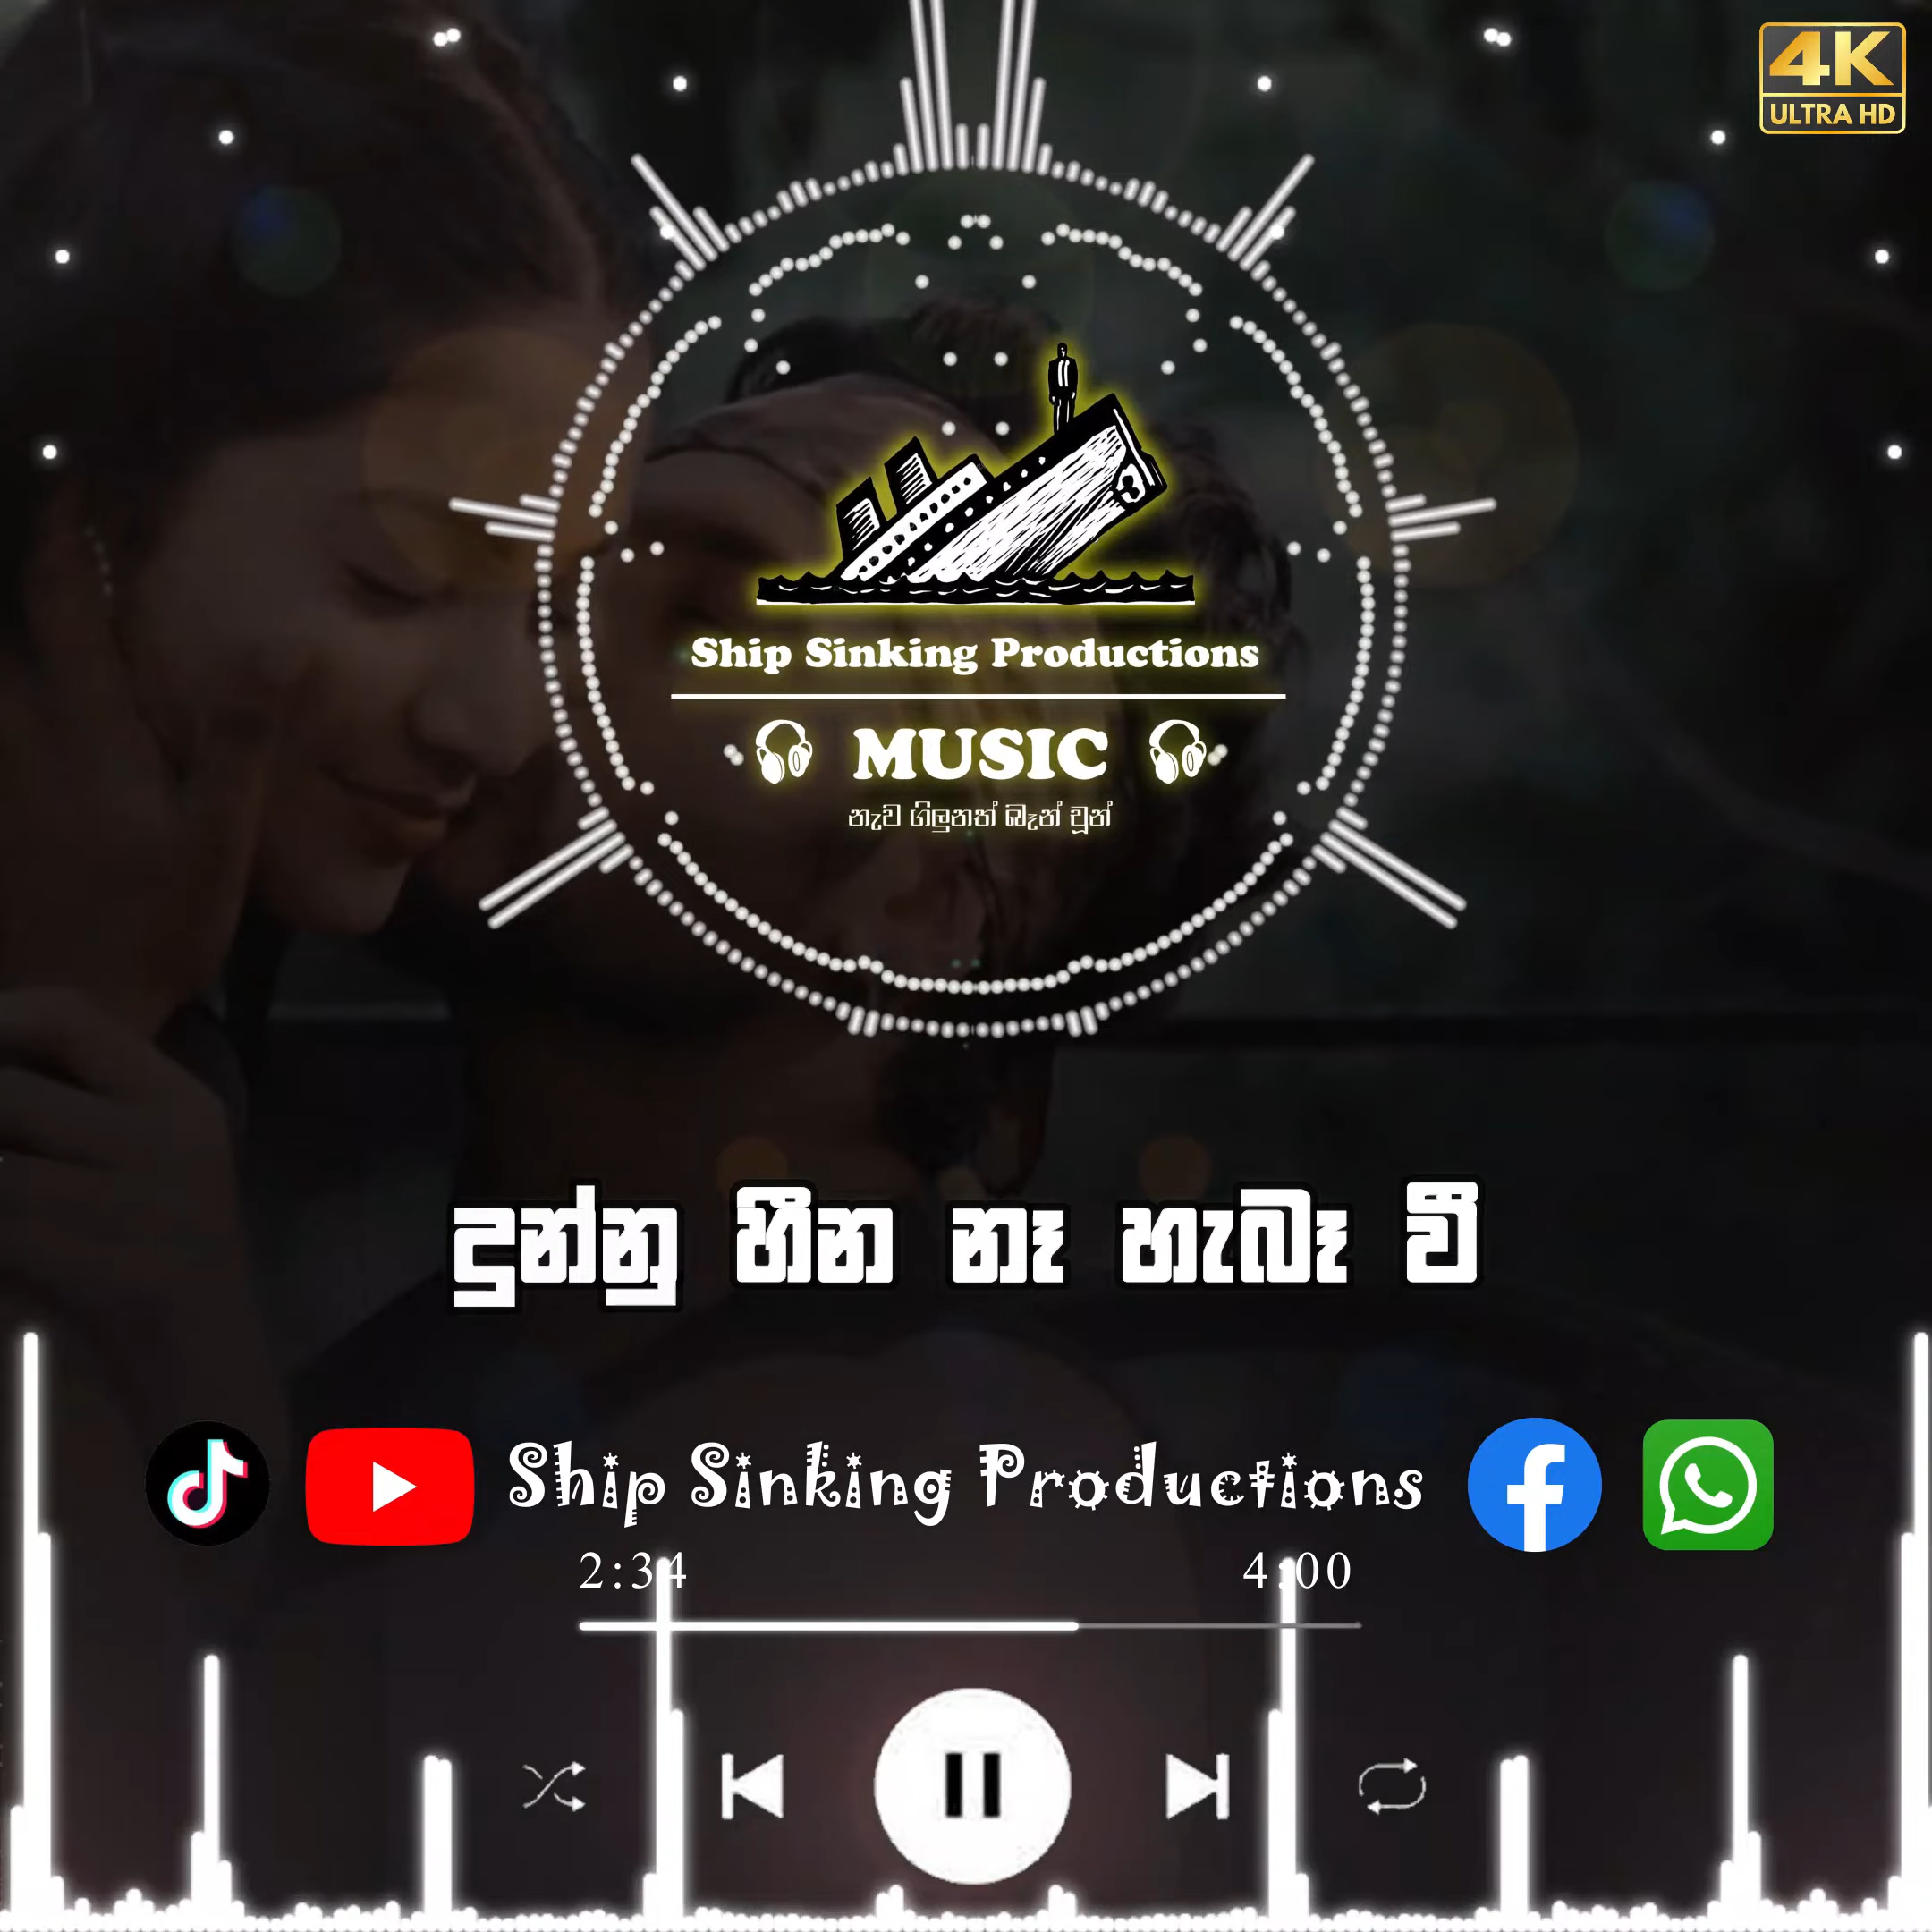 4K
ULTRA HD
Ship Sinking Productions
MUSIC
නැව ගිලුනත් බෑන් චූන්
දුන්නු හීන නෑ හැබෑ වී
Ship Sinking Productions
2:34 4:00